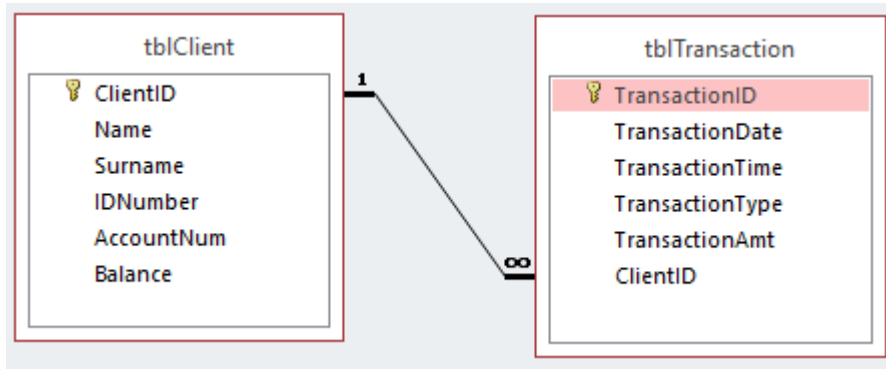 tblClient
ClientID
Name
Surname
IDNumber
AccountNum
Balance
1
∞
tblTransaction
TransactionID
TransactionDate
TransactionTime
TransactionType
TransactionAmt
ClientID